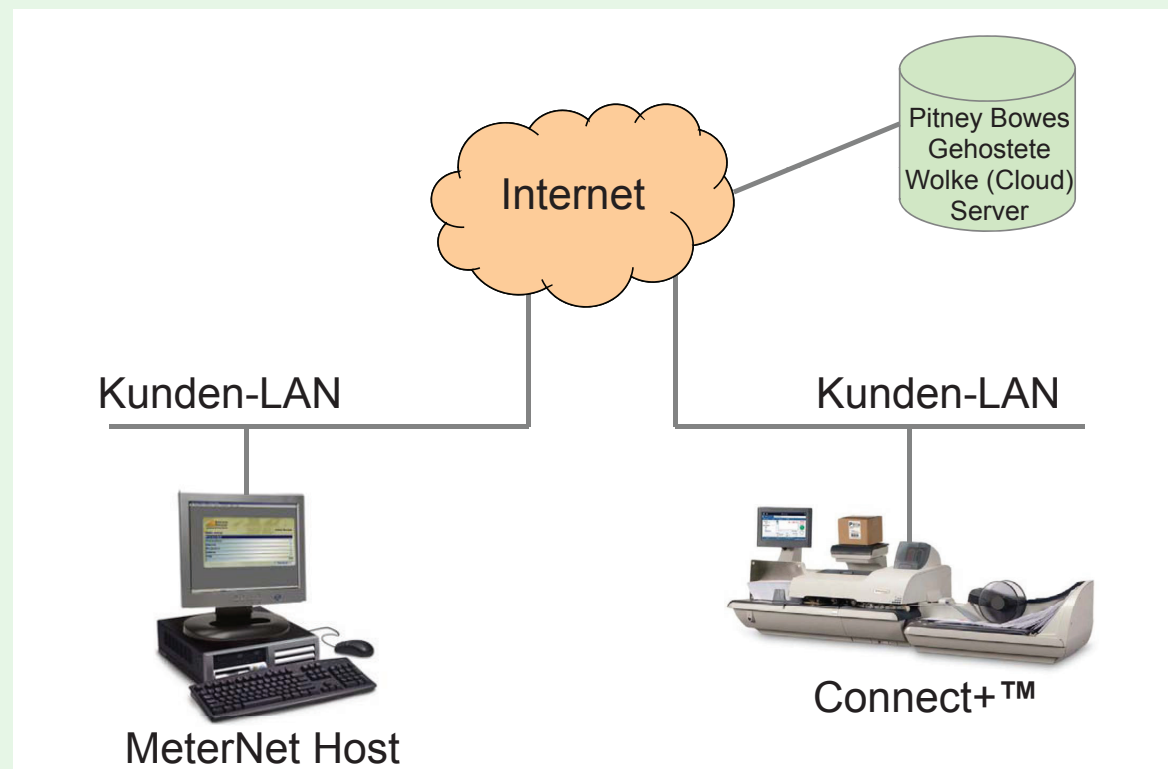 Pitney Bowes
Gehostete
Wolke (Cloud)
Server
Internet
Kunden-LAN
Kunden-LAN
Connect+™
MeterNet Host